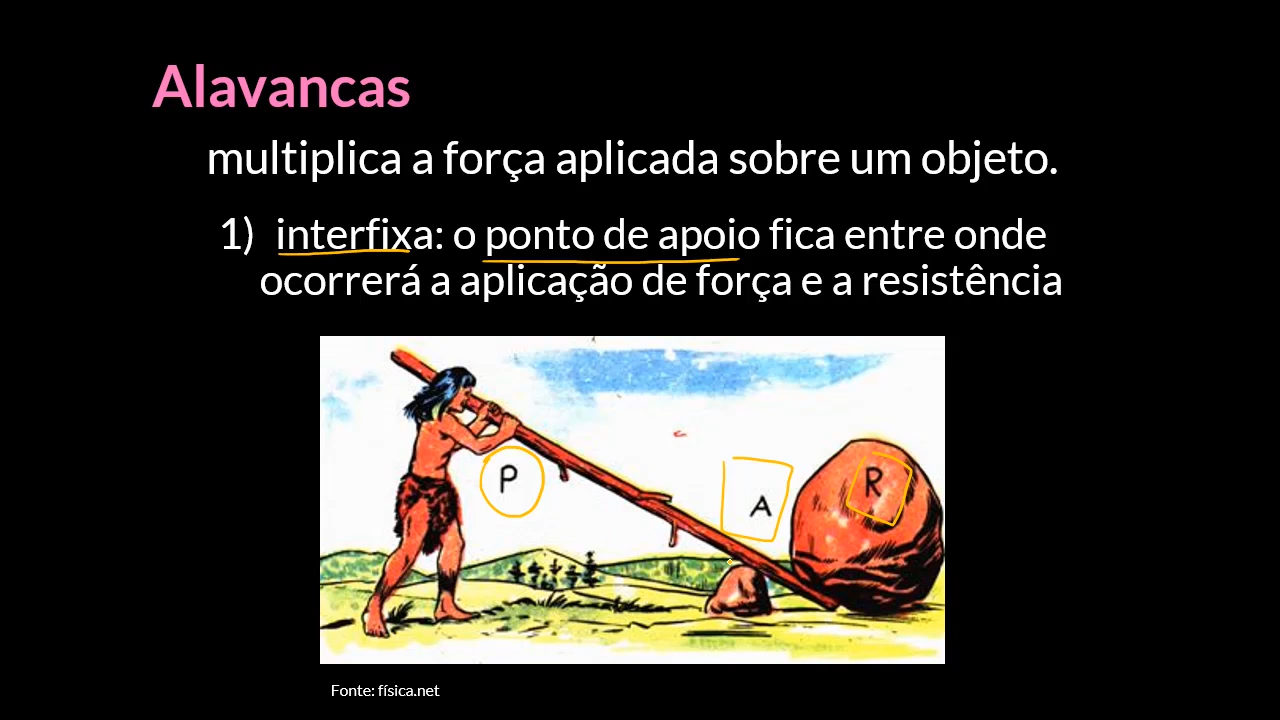 Alavancas
multiplica a força aplicada sobre um objeto.
1) interfixa: o ponto de apoio fica entre onde
ocorrerá a aplicação de força e a resistência
P
A
R
Fonte: física.net